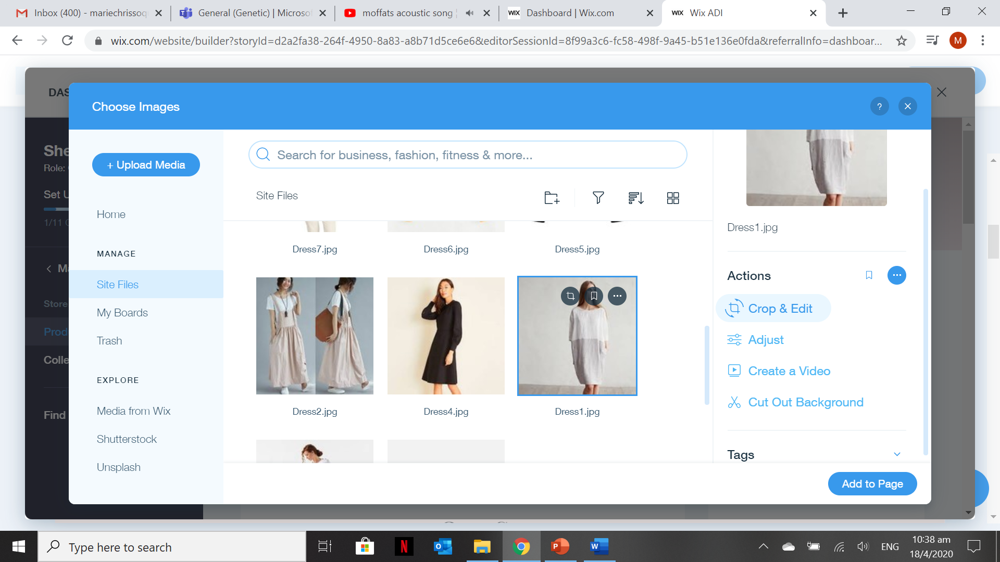 Inbox (400) - mariechrissoq
General (Genetic) | Microsof
moffats acoustic song
WIX Dashboard | Wix.com
WIX Wix ADI
wix.com/website/builder?storyId=d2a2fa38-264f-4950-8a83-a8b71d5ce6e6&editorSessionId=8f99a3c6-fc58-498f-9a45-b51e136e0fda&referralInfo=dashboar...
M
DAS
Choose Images
?
She
Role:
Set U
1/11
Ma
Store
Prod
Colle
Find
+ Upload Media
Home
MANAGE
Site Files
My Boards
Trash
EXPLORE
Media from Wix
Shutterstock
Unsplash
Search for business, fashion, fitness & more...
Site Files
Dress7.jpg
Dress6.jpg
Dress5.jpg
Dress2.jpg
Dress4.jpg
Dress1.jpg
Dress1.jpg
Actions
Crop & Edit
Adjust
Create a Video
Cut Out Background
Tags
Add to Page
Type here to search
N
O
P
W
ENG
10:38 am
18/4/2020